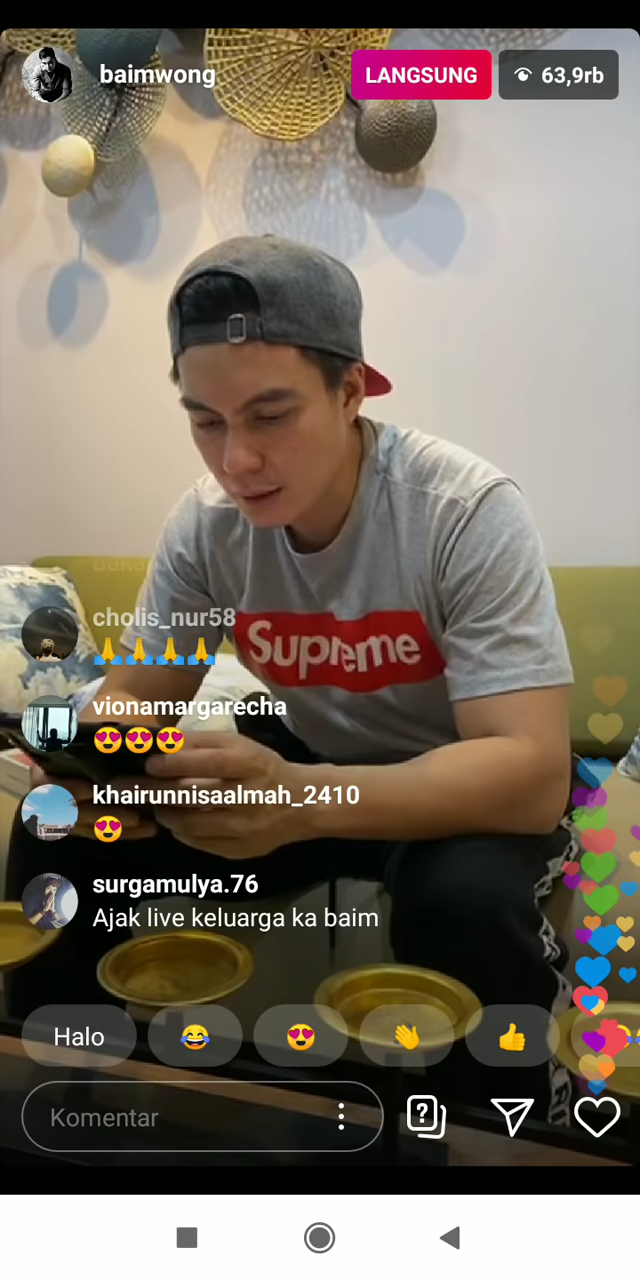 baimwong
LANGSUNG
63,9rb
Supreme
cholis_nur58
🙏🙏🙏🙏
vionamargarecha
😍😍😍
khairunnisaalmah_2410
😍
surgamulya.76
Ajak live keluarga ka baim
Halo 😂 😍 👋 👍
Komentar